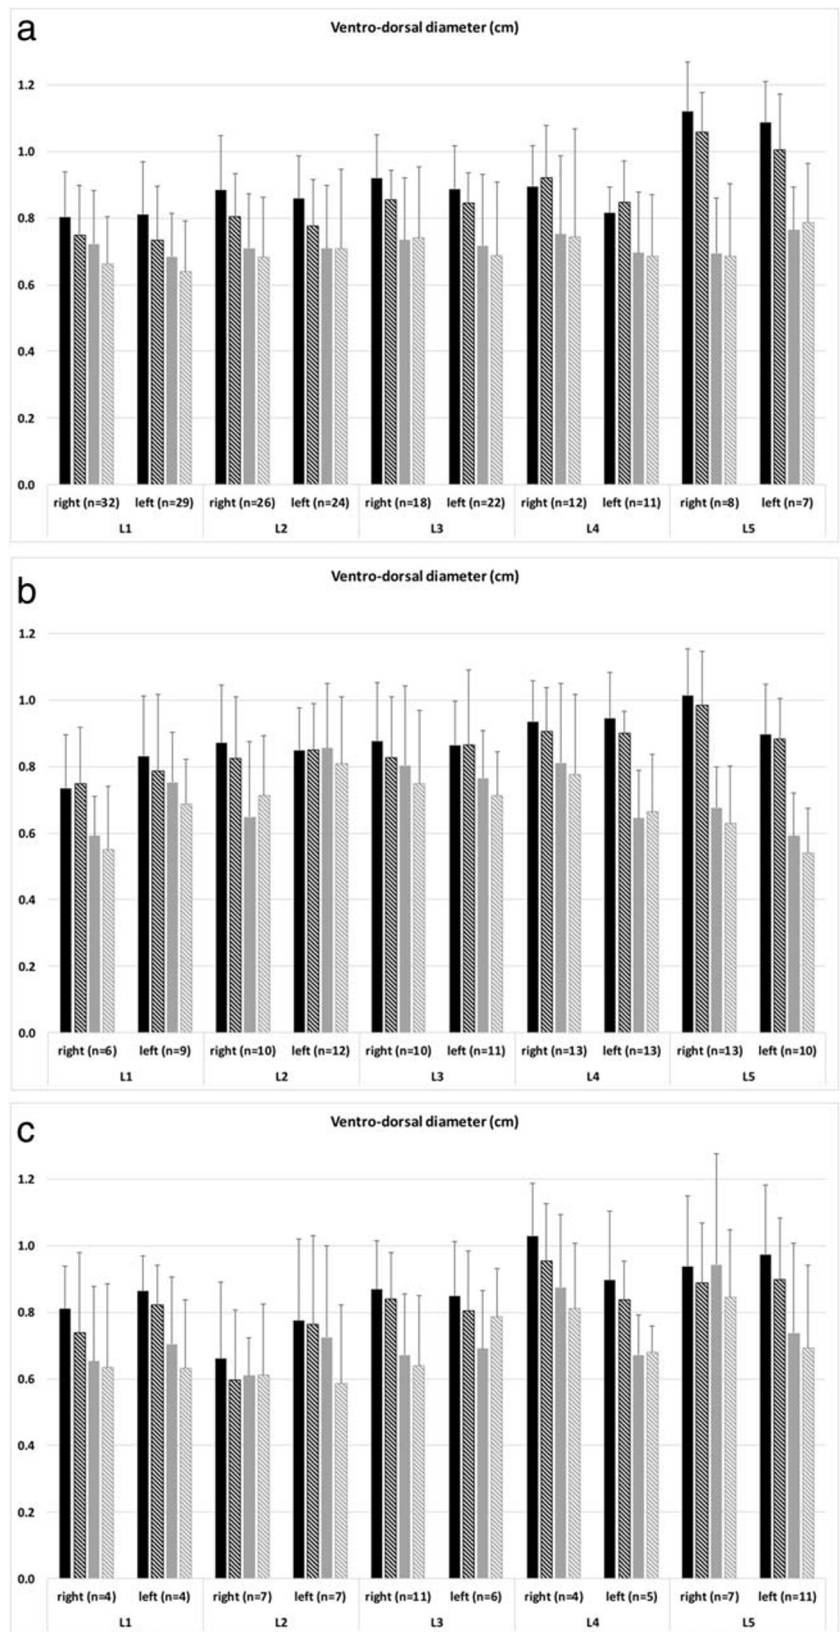 a
Ventro-dorsal diameter (cm)
1.2
1.0
0.8
0.6
0.4
0.2
0.0
right (n=32) left (n=29) right (n=26) left (n=24) right (n=18) left (n=22) right (n=12) left (n=11) right (n=8) left (n=7)
L1 L2 L3 L4 L5
b
Ventro-dorsal diameter (cm)
1.2
1.0
0.8
0.6
0.4
0.2
0.0
right (n=6) left (n=9) right (n=10) left (n=12) right (n=10) left (n=11) right (n=13) left (n=13) right (n=13) left (n=10)
L1 L2 L3 L4 L5
c
Ventro-dorsal diameter (cm)
1.2
1.0
0.8
0.6
0.4
0.2
0.0
right (n=4) left (n=4) right (n=7) left (n=7) right (n=11) left (n=6) right (n=4) left (n=5) right (n=7) left (n=11)
L1 L2 L3 L4 L5